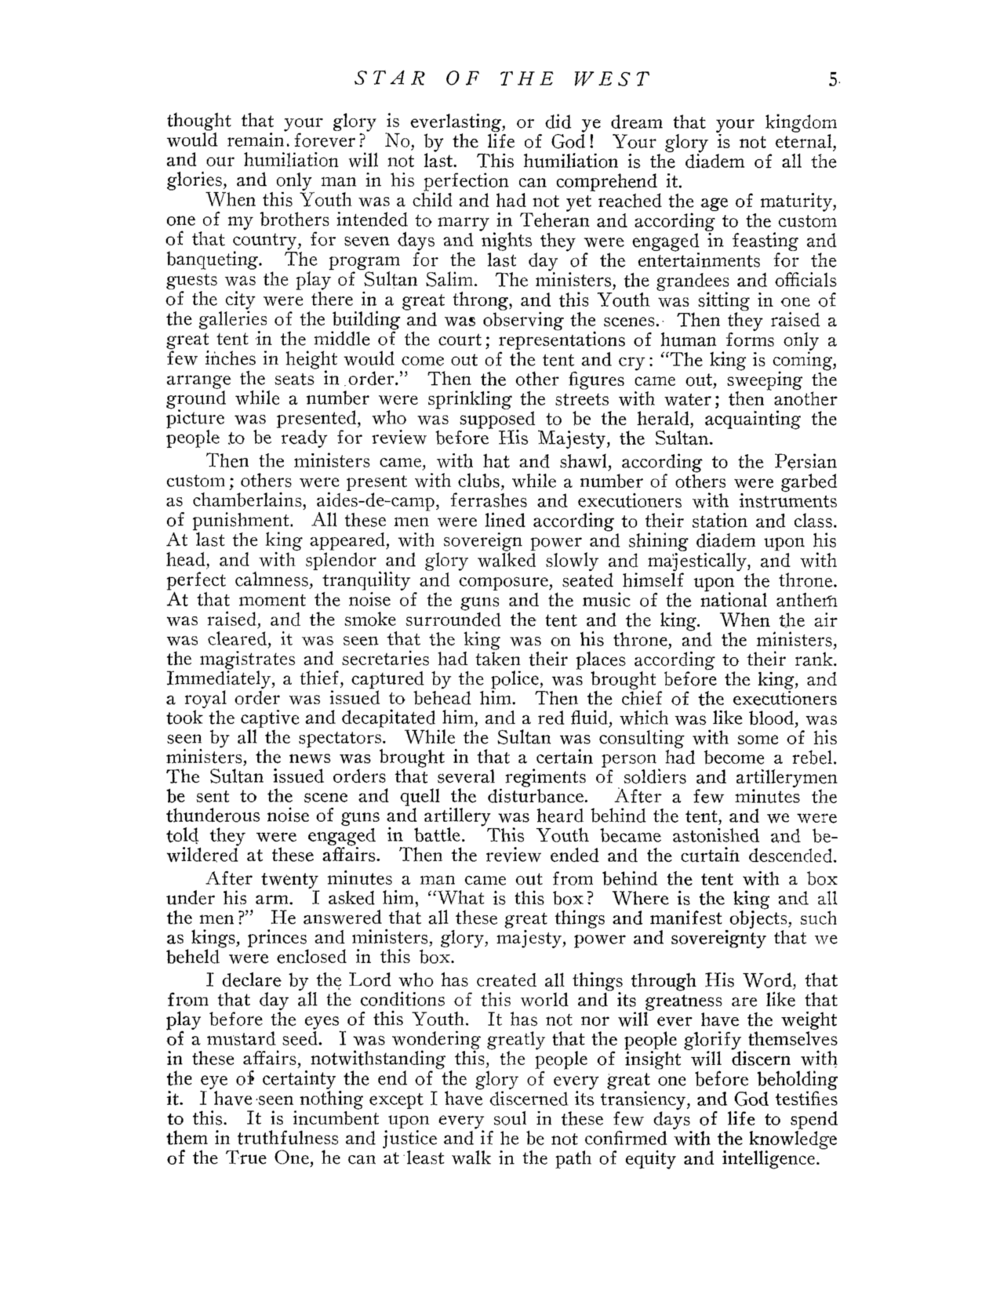 STAR OF THE WEST 5
thought that your glory is everlasting, or did ye dream that your kingdom
would remain forever? No, by the life of God! Your glory is not eternal,
and our humiliation will not last. This humiliation is the diadem of all the
glories, and only man in his perfection can comprehend it.
When this Youth was a child and had not yet reached the age of maturity,
one of my brothers intended to marry in Teheran and according to the custom
of that country, for seven days and nights they were engaged in feasting and
banqueting. The program for the last day of the entertainments for the
guests was the play of Sultan Salim. The ministers, the grandees and officials
of the city were there in a great throng, and this Youth was sitting in one of
the galleries of the building and was observing the scenes. Then they raised a
great tent in the middle of the court; representations of human forms only a
few inches in height would come out of the tent and cry: "The king is coming,
arrange the seats in order." Then the other figures came out, sweeping the
ground while a number were sprinkling the streets with water; then another
picture was presented, who was supposed to be the herald, acquainting the
people to be ready for review before His Majesty, the Sultan.
Then the ministers came, with hat and shawl, according to the Persian
custom; others were present with clubs, while a number of others were garbed
as chamberlains, aides-de-camp, ferrashes and executioners with instruments
of punishment. All these men were lined according to their station and class.
At last the king appeared, with sovereign power and shining diadem upon his
head, and with splendor and glory walked slowly and majestically, and with
perfect calmness, tranquility and composure, seated himself upon the throne.
At that moment the noise of the guns and the music of the national anthem
was raised, and the smoke surrounded the tent and the king. When the air
was cleared, it was seen that the king was on his throne, and the ministers,
the magistrates and secretaries had taken their places according to their rank.
Immediately, a thief, captured by the police, was brought before the king, and
a royal order was issued to behead him. Then the chief of the executioners
took the captive and decapitated him, and a red fluid, which was like blood, was
seen by all the spectators. While the Sultan was consulting with some of his
ministers, the news was brought in that a certain person had become a rebel.
The Sultan issued orders that several regiments of soldiers and artillerymen
be sent to the scene and quell the disturbance. After a few minutes the
thunderous noise of guns and artillery was heard behind the tent, and we were
told they were engaged in battle. This Youth became astonished and be-
wildered at these affairs. Then the review ended and the curtain descended.
After twenty minutes a man came out from behind the tent with a box
under his arm. I asked him, "What is this box? Where is the king and all
the men?" He answered that all these great things and manifest objects, such
as kings, princes and ministers, glory, majesty, power and sovereignty that we
beheld were enclosed in this box.
I declare by the Lord who has created all things through His Word, that
from that day all the conditions of this world and its greatness are like that
play before the eyes of this Youth. It has not nor will ever have the weight
of a mustard seed. I was wondering greatly that the people glorify themselves
in these affairs, notwithstanding this, the people of insight will discern with
the eye of certainty the end of the glory of every great one before beholding
it. I have seen nothing except I have discerned its transiency, and God testifies
to this. It is incumbent upon every soul in these few days of life to spend
them in truthfulness and justice and if he be not confirmed with the knowledge
of the True One, he can at least walk in the path of equity and intelligence.